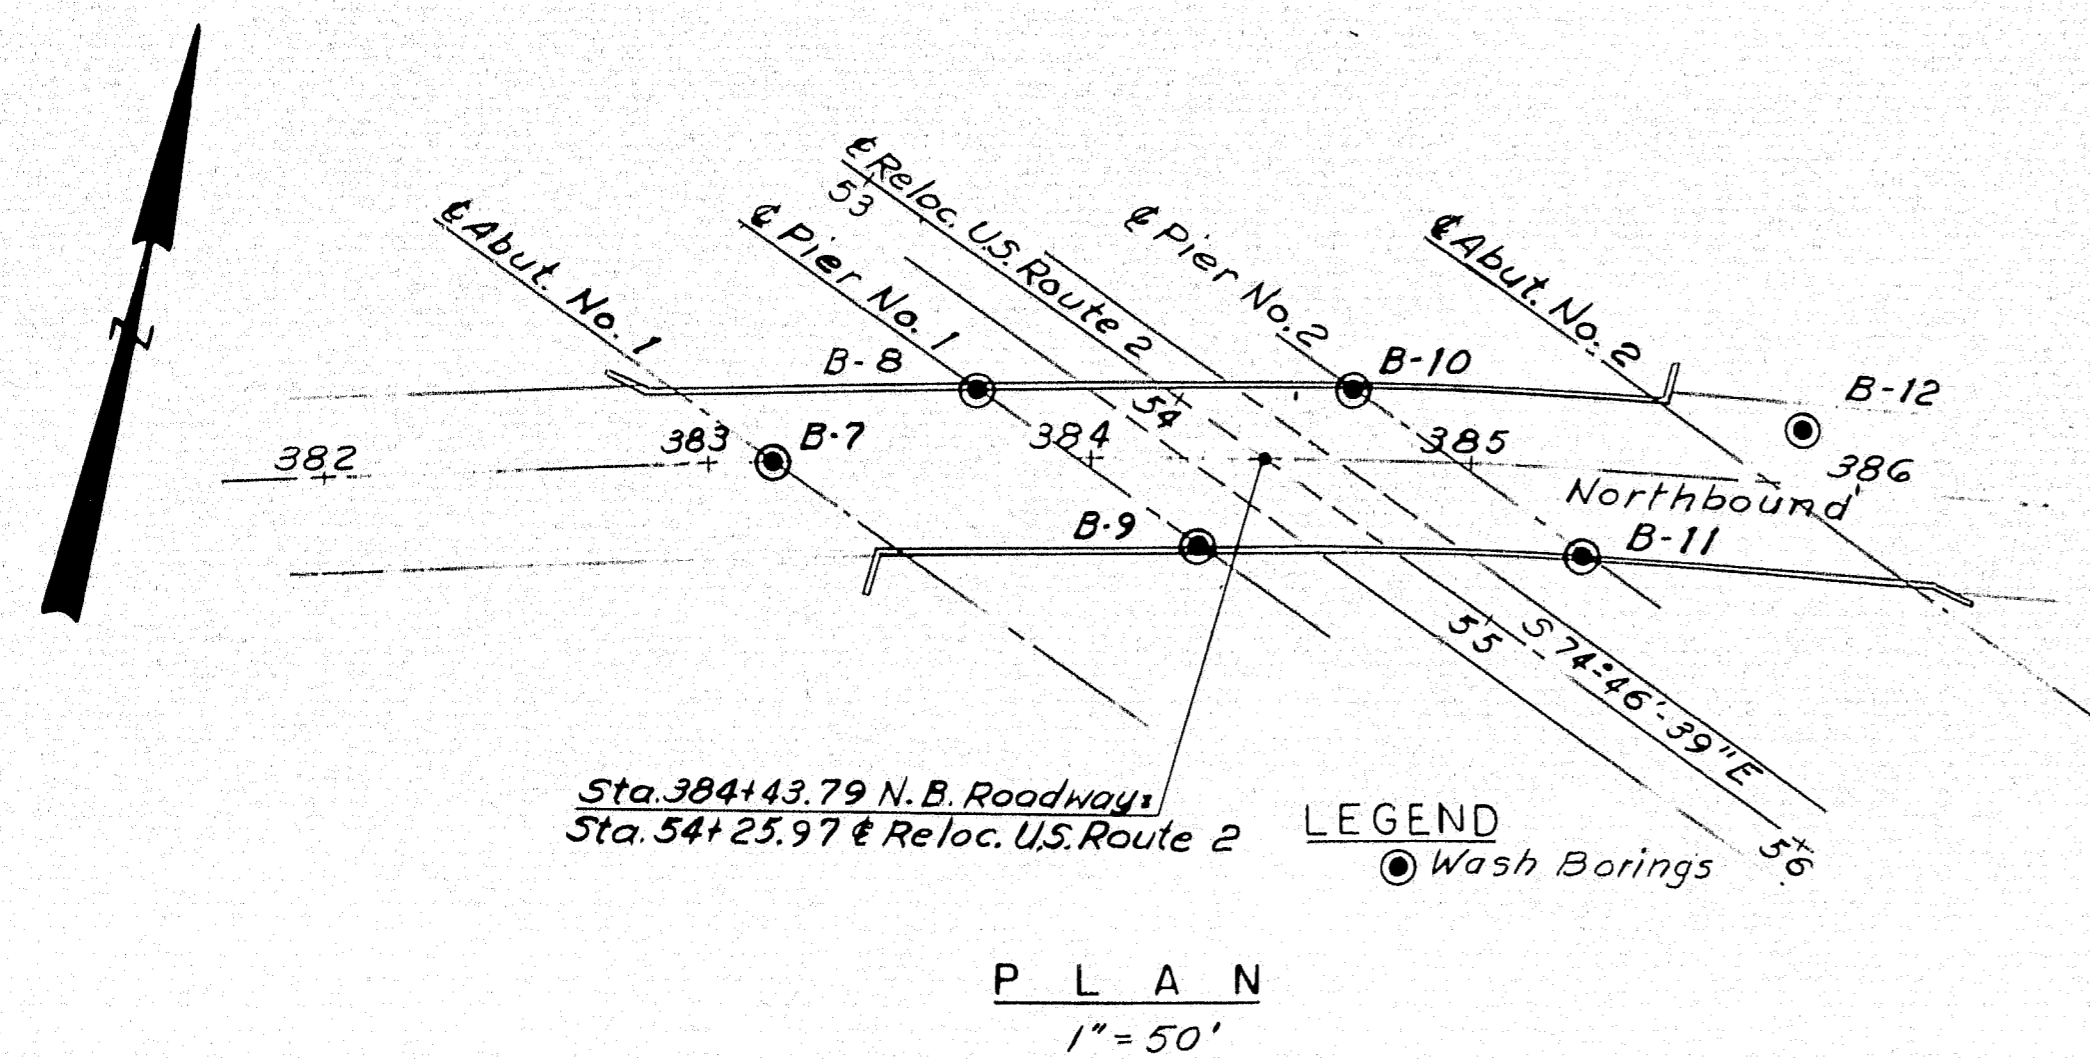 N
℄ Abut. No. 1
℄ Pier No. 1
℄ Reloc. U.S. Route 2
℄ Pier No. 2
℄ Abut. No. 2
53
54
55
56
S 74°-46'-39"E
B-8
B-10
B-12
B-7
B-9
B-11
382
383
384
385
386
Northbound
Sta. 384+43.79 N.B. Roadway=
Sta. 54+25.97 ℄ Reloc. U.S. Route 2
LEGEND
Wash Borings
PLAN
1" = 50'